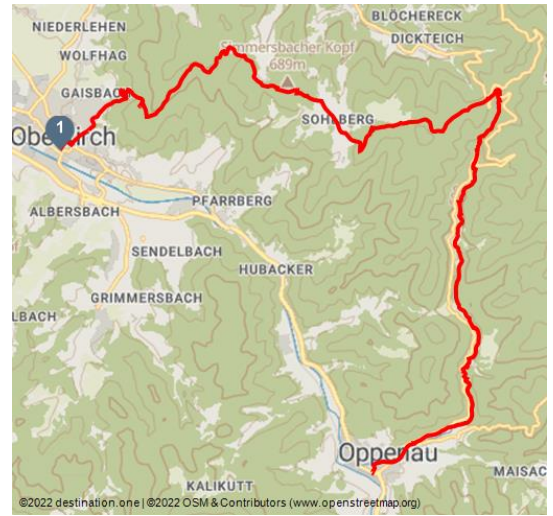 BLÖCHERECK
NIEDERLEHEN
DICKTEICH
WOLFHAG
Simmersbacher Kopf
689m
GAISBACH
SOHLBERG
1
Oberkirch
PFARRBERG
ALBERSBACH
SENDELBACH
HUBACKER
GRIMMERSBACH
LBACH
Oppenau
MAISAC
KALIKUTT
©2022 destination.one | ©2022 OSM & Contributors (www.openstreetmap.org)